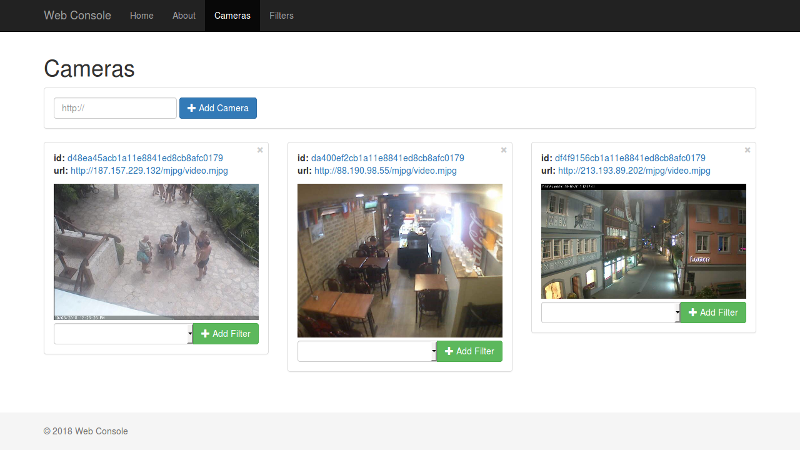 Web Console Home About Cameras Filters
Cameras
http://
Add Camera
id: d48ea45acb1a11e8841ed8cb8afc0179
url: http://187.157.229.132/mjpg/video.mjpg
Add Filter
id: da400ef2cb1a11e8841ed8cb8afc0179
url: http://88.190.98.55/mjpg/video.mjpg
Add Filter
id: df4f9156cb1a11e8841ed8cb8afc0179
url: http://213.193.89.202/mjpg/video.mjpg
Add Filter
© 2018 Web Console